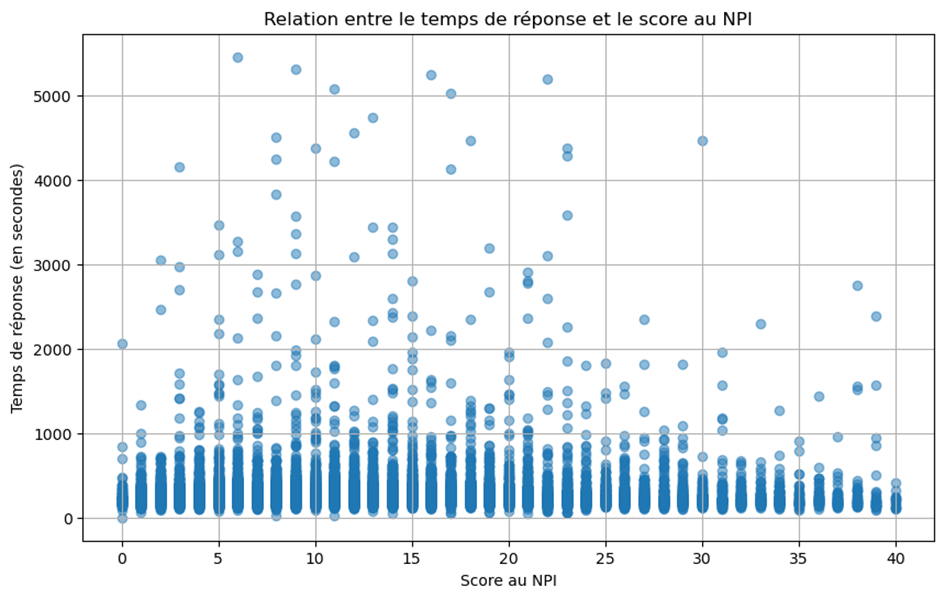 Relation entre le temps de réponse et le score au NPI
Temps de réponse (en secondes)
5000
4000
3000
2000
1000
0
0 5 10 15 20 25 30 35 40
Score au NPI